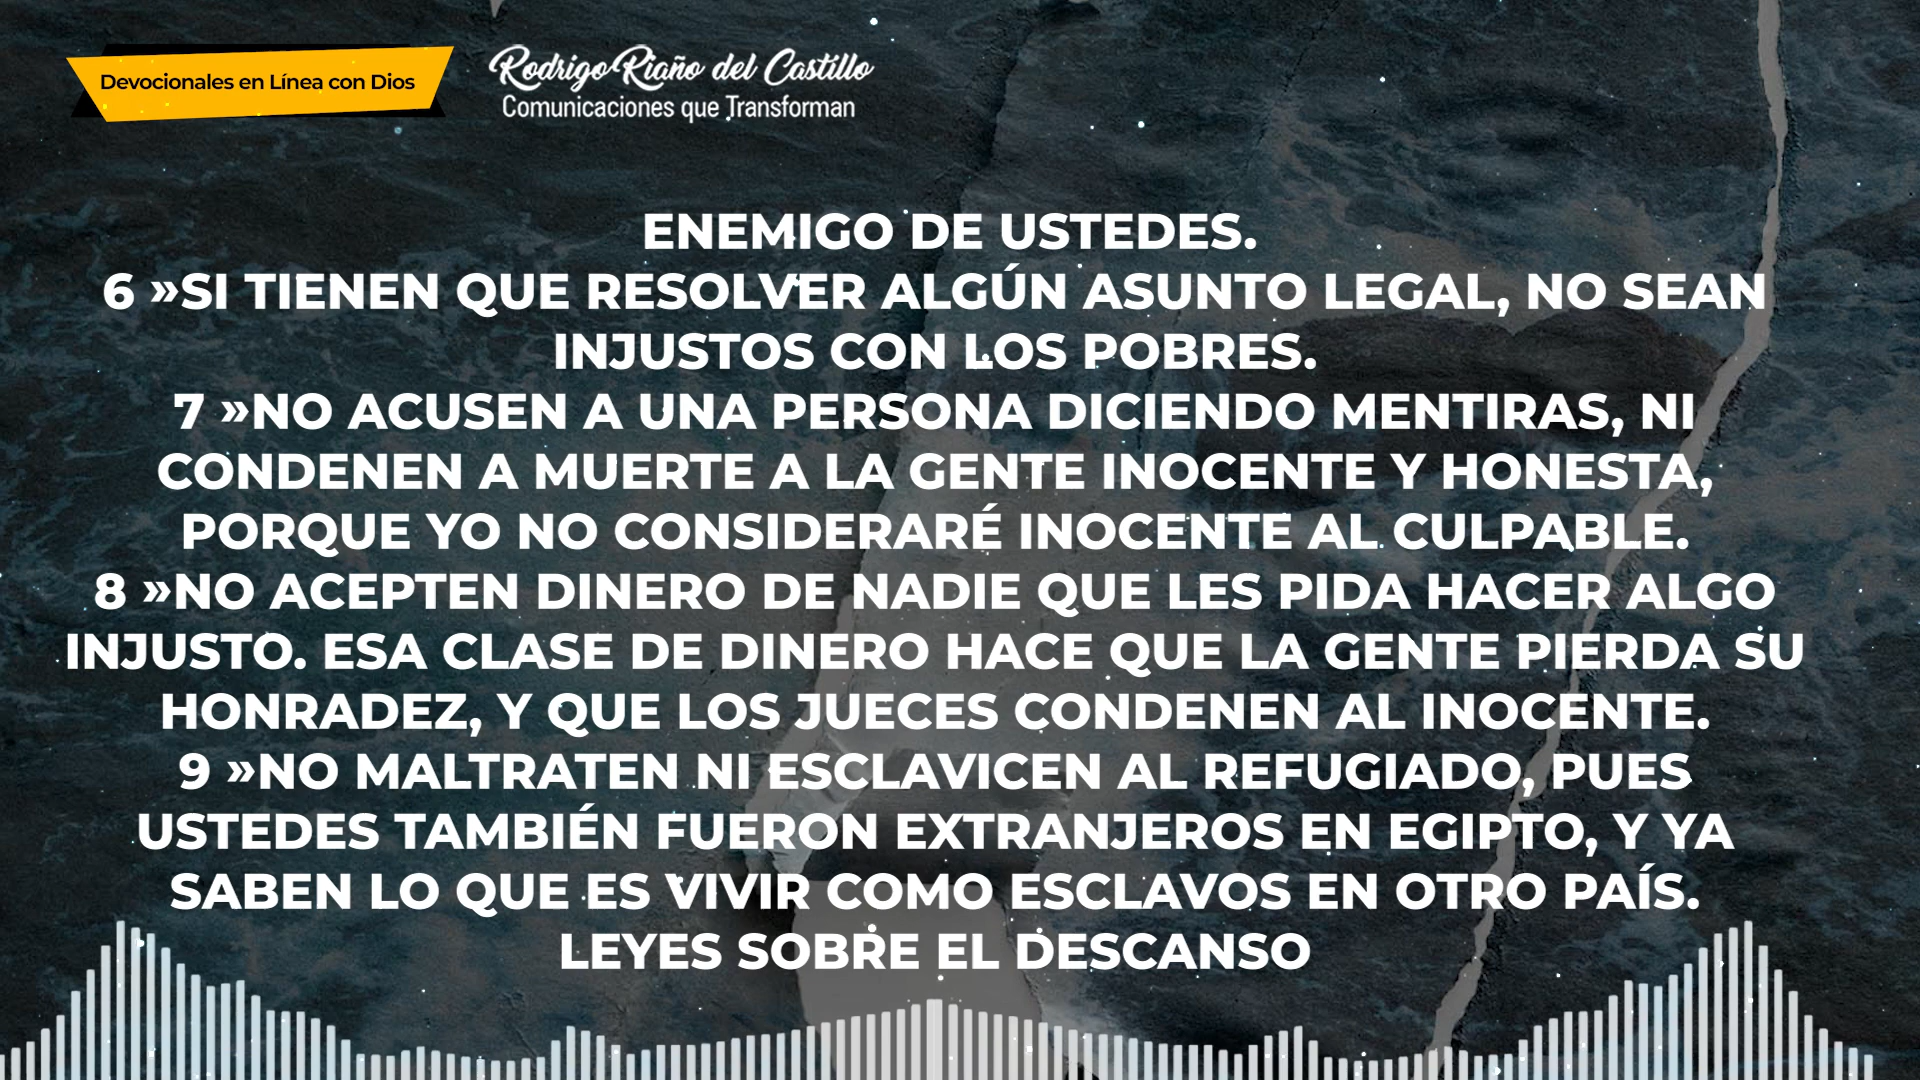 Devocionales en Línea con Dios
Rodrigo Riaño del Castillo
Comunicaciones que Transforman
ENEMIGO DE USTEDES.
6 »SI TIENEN QUE RESOLVER ALGÚN ASUNTO LEGAL, NO SEAN
INJUSTOS CON LOS POBRES.
7 »NO ACUSEN A UNA PERSONA DICIENDO MENTIRAS, NI
CONDENEN A MUERTE A LA GENTE INOCENTE Y HONESTA,
PORQUE YO NO CONSIDERARÉ INOCENTE AL CULPABLE.
8 »NO ACEPTEN DINERO DE NADIE QUE LES PIDA HACER ALGO
INJUSTO. ESA CLASE DE DINERO HACE QUE LA GENTE PIERDA SU
HONRADEZ, Y QUE LOS JUECES CONDENEN AL INOCENTE.
9 »NO MALTRATEN NI ESCLAVICEN AL REFUGIADO, PUES
USTEDES TAMBIÉN FUERON EXTRANJEROS EN EGIPTO, Y YA
SABEN LO QUE ES VIVIR COMO ESCLAVOS EN OTRO PAÍS.
LEYES SOBRE EL DESCANSO